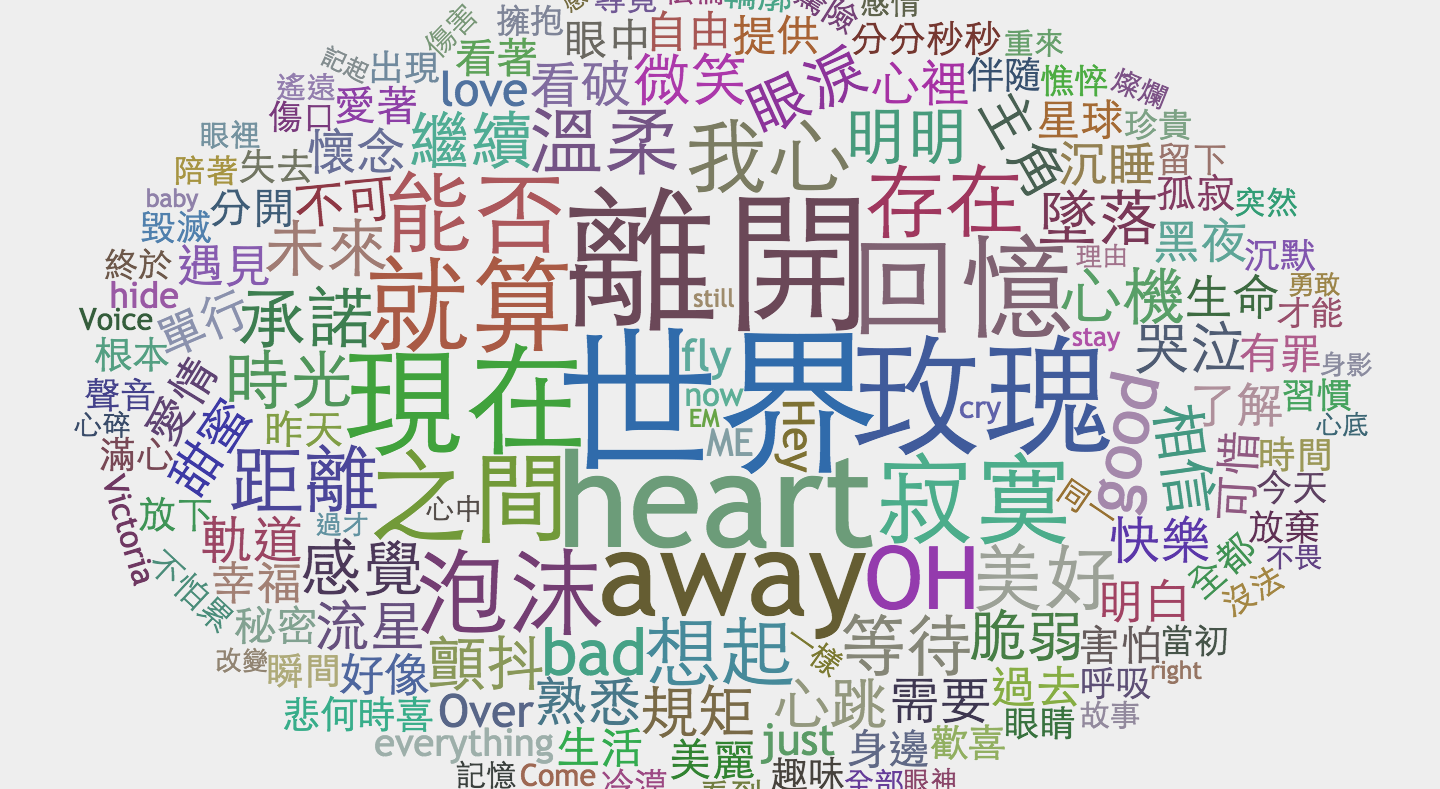 傷害
擁抱
眼中
自由
提供
分分秒秒
感情
重來
記起
出現
看著
love
看破
微笑
眼淚
心裡
伴隨
憔悴
燦爛
遙遠
傷口
愛著
懷念
繼續
溫柔
我心
明明
主角
星球
珍貴
眼裡
陪著
失去
沉睡
留下
baby
毀滅
分開
不可
能否
離開
存在
墜落
孤寂
突然
終於
遇見
未來
回憶
黑夜
沉默
理由
hide
Voice
單行
承諾
就算
still
心機
生命
勇敢
才能
根本
時光
現在
世界
fly
玫瑰
stay
哭泣
有罪
身影
聲音
愛情
now
cry
good
了解
習慣
心碎
甜蜜
昨天
EM
ME
Hey
相信
可惜
心底
滿心
距離
之間
heart
寂寞
同一
時間
今天
Victoria
放下
過才
心中
軌道
感覺
泡沫
away
OH
美好
快樂
放棄
不畏
全都
不怕累
幸福
明白
沒法
秘密
流星
顫抖
bad
想起
一樣
等待
脆弱
害怕
當初
改變
瞬間
好像
熟悉
規矩
心跳
需要
過去
呼吸
right
悲何時喜
Over
眼睛
故事
everything
生活
美麗
just
身邊
歡喜
記憶
Come
冷漠
趣味
全部
眼神